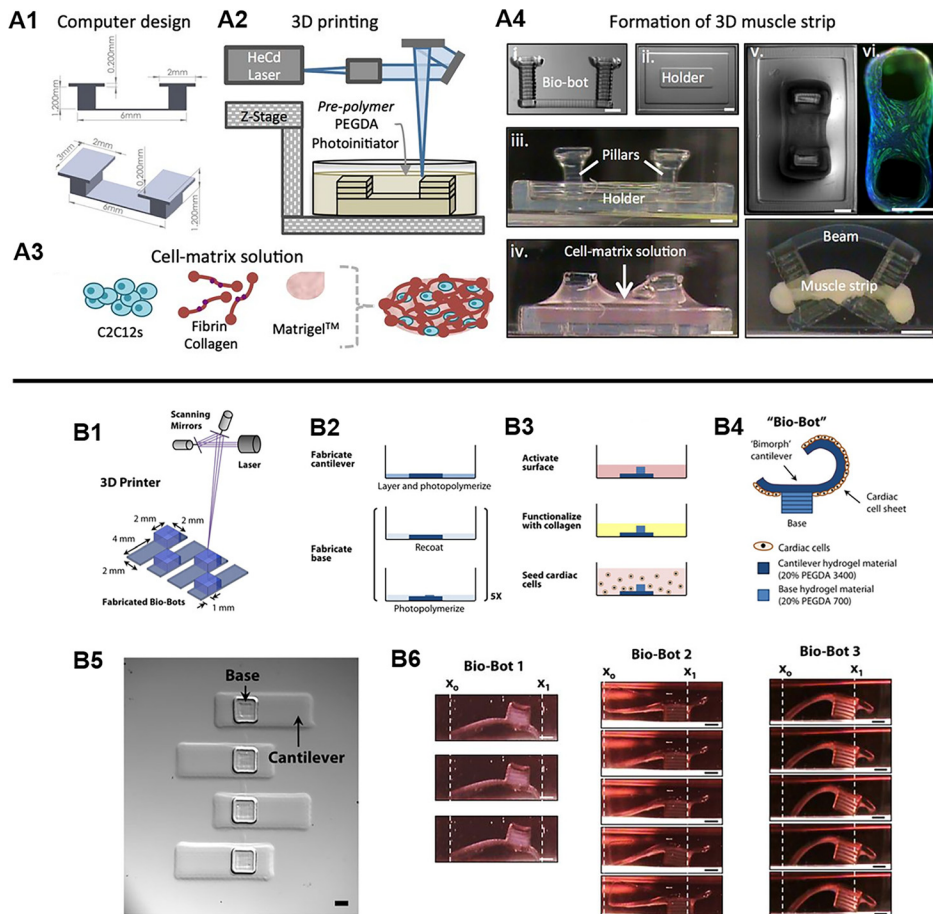 A1
Computer design
0,200mm
2mm
1,200mm
6mm
3mm
2mm
0,200mm
6mm
1,200mm
A2
3D printing
HeCd
Laser
Z-Stage
Pre-polymer
PEGDA
Photoinitiator
A3
Cell-matrix solution
C2C12s
Fibrin
Collagen
Matrigel™
A4
Formation of 3D muscle strip
i
Bio-bot
ii.
Holder
iii.
Pillars
Holder
iv.
Cell-matrix solution
v.
vi.
Beam
Muscle strip
B1
Scanning
Mirrors
Laser
3D Printer
2 mm
2 mm
4 mm
2 mm
1 mm
Fabricated Bio-Bots
B2
Fabricate
cantilever
Layer and photopolymerize
Fabricate
base
Recoat
Photopolymerize
5X
B3
Activate
surface
Functionalize
with collagen
Seed cardiac
cells
B4
"Bio-Bot"
'Bimorph'
cantilever
Base
Cardiac
cell sheet
Cardiac cells
Cantilever hydrogel material
(20% PEGDA 3400)
Base hydrogel material
(20% PEGDA 700)
B5
Base
Cantilever
B6
Bio-Bot 1
x₀ x₁
Bio-Bot 2
x₀ x₁
Bio-Bot 3
x₀ x₁